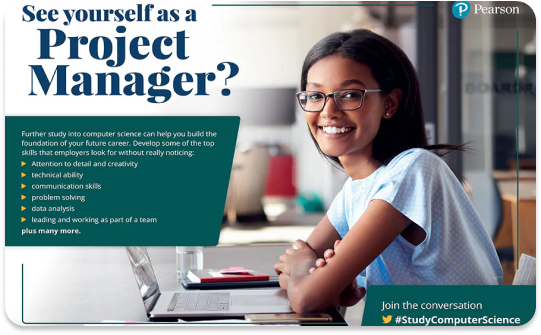 See yourself as a
Project
Manager?
Pearson
Further study into computer science can help you build the
foundation of your future career. Develop some of the top
skills that employers look for without really noticing:
Attention to detail and creativity
technical ability
communication skills
problem solving
data analysis
leading and working as part of a team
plus many more.
Join the conversation
#StudyComputerScience